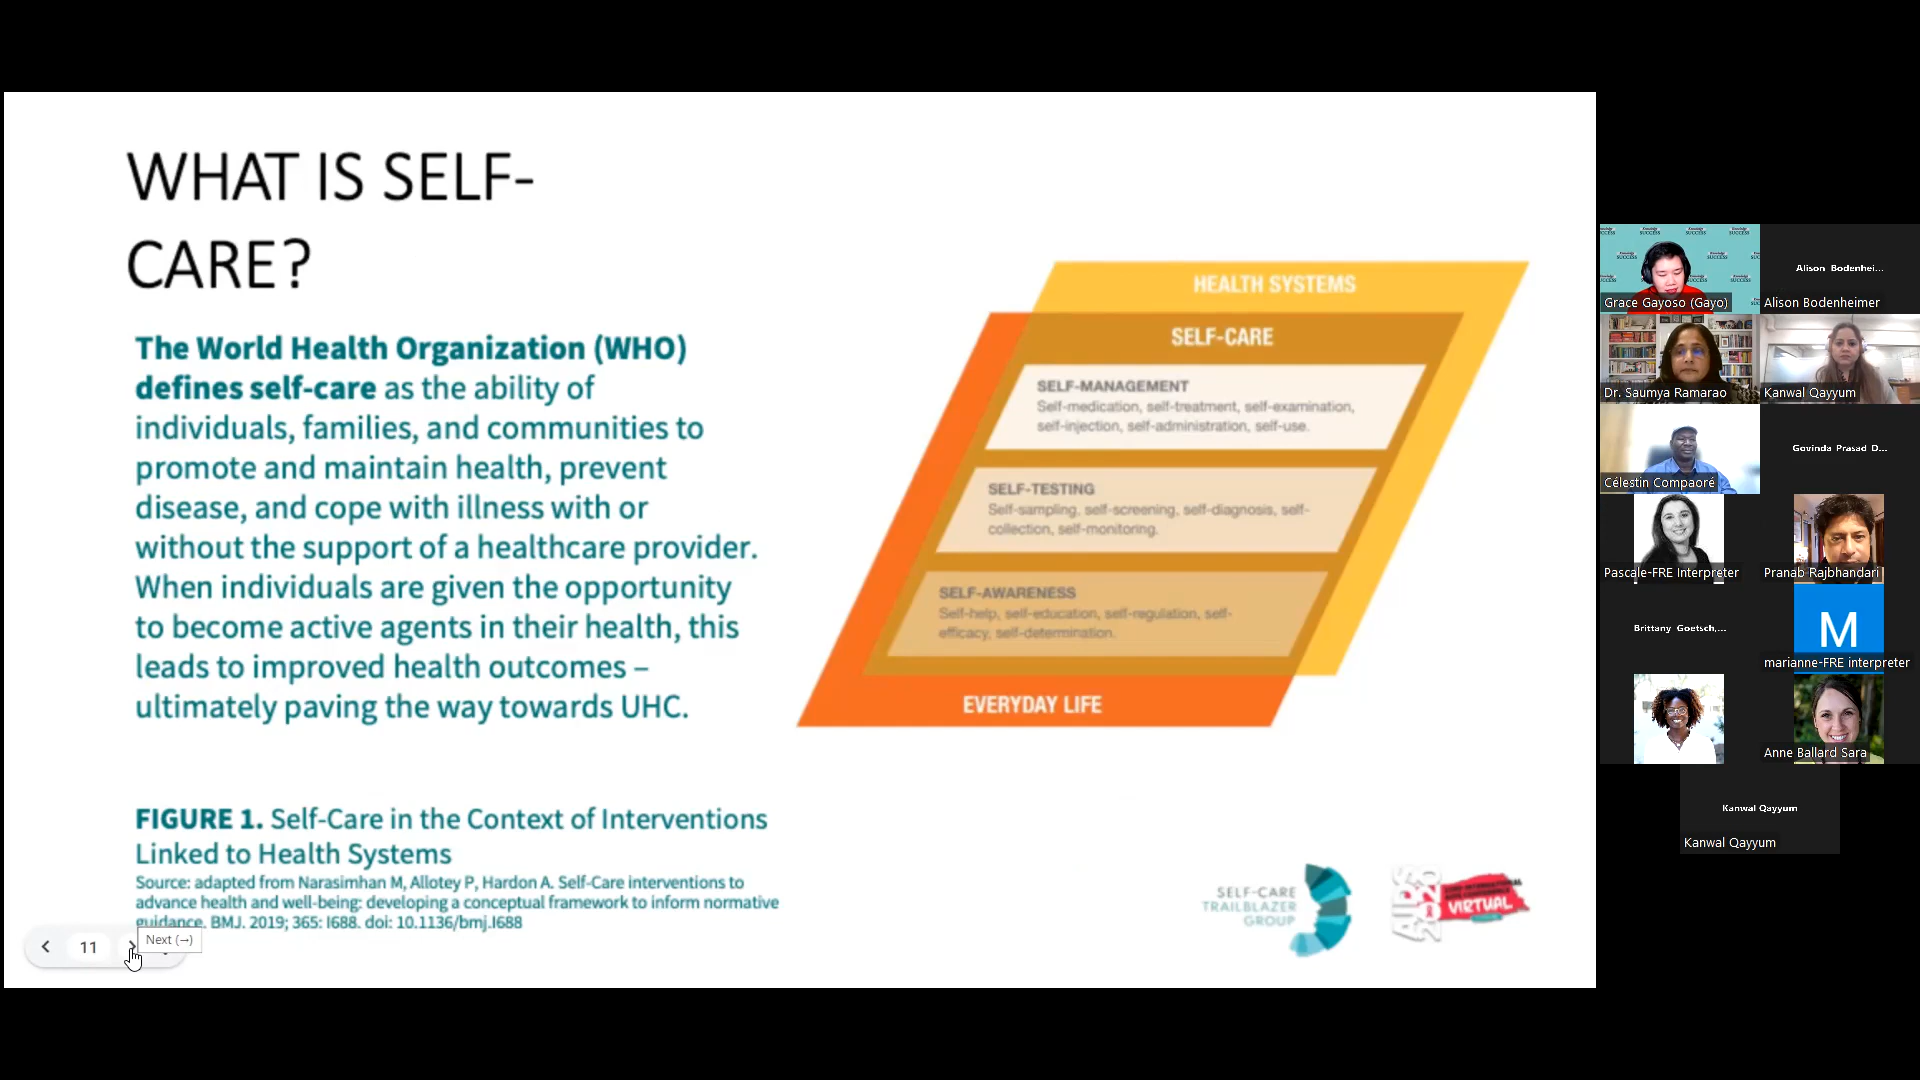 WHAT IS SELF-
CARE?
The World Health Organization (WHO)
defines self-care as the ability of
individuals, families, and communities to
promote and maintain health, prevent
disease, and cope with illness with or
without the support of a healthcare provider.
When individuals are given the opportunity
to become active agents in their health, this
leads to improved health outcomes –
ultimately paving the way towards UHC.
HEALTH SYSTEMS
SELF-CARE
SELF-MANAGEMENT
Self-medication, self-treatment, self-examination,
self-injection, self-administration, self-use.
SELF-TESTING
Self-sampling, self-screening, self-diagnosis, self-
collection, self-monitoring.
SELF-AWARENESS
Self-help, self-education, self-regulation, self-
efficacy, self-determination.
EVERYDAY LIFE
FIGURE 1. Self-Care in the Context of Interventions
Linked to Health Systems
Source: adapted from Narasimhan M, Allotey P, Hardon A. Self-Care interventions to
advance health and well-being: developing a conceptual framework to inform normative
guidance. BMJ. 2019; 365: l688. doi: 10.1136/bmj.l688
11
Next (→)
SELF-CARE
TRAILBLAZER
GROUP
AIDS
VIRTUAL
SUCCESS
Grace Gayoso (Gayo)
Alison Bodenhei...
Alison Bodenheimer
Dr. Saumya Ramarao
Kanwal Qayyum
Célestin Compaoré
Govinda Prasad D...
Pascale-FRE Interpreter
Pranab Rajbhandari
Brittany Goetsch,...
M
marianne-FRE interpreter
Anne Ballard Sara
Kanwal Qayyum
Kanwal Qayyum